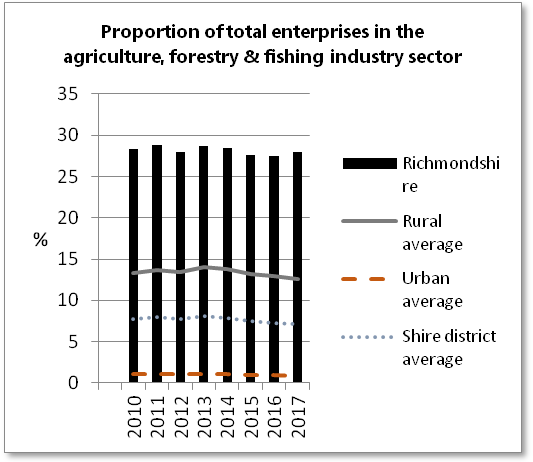 Proportion of total enterprises in the
agriculture, forestry & fishing industry sector
35
30
25
20
15
10
5
0
%
2010
2011
2012
2013
2014
2015
2016
2017
Richmondshi
re
Rural
average
Urban
average
Shire district
average